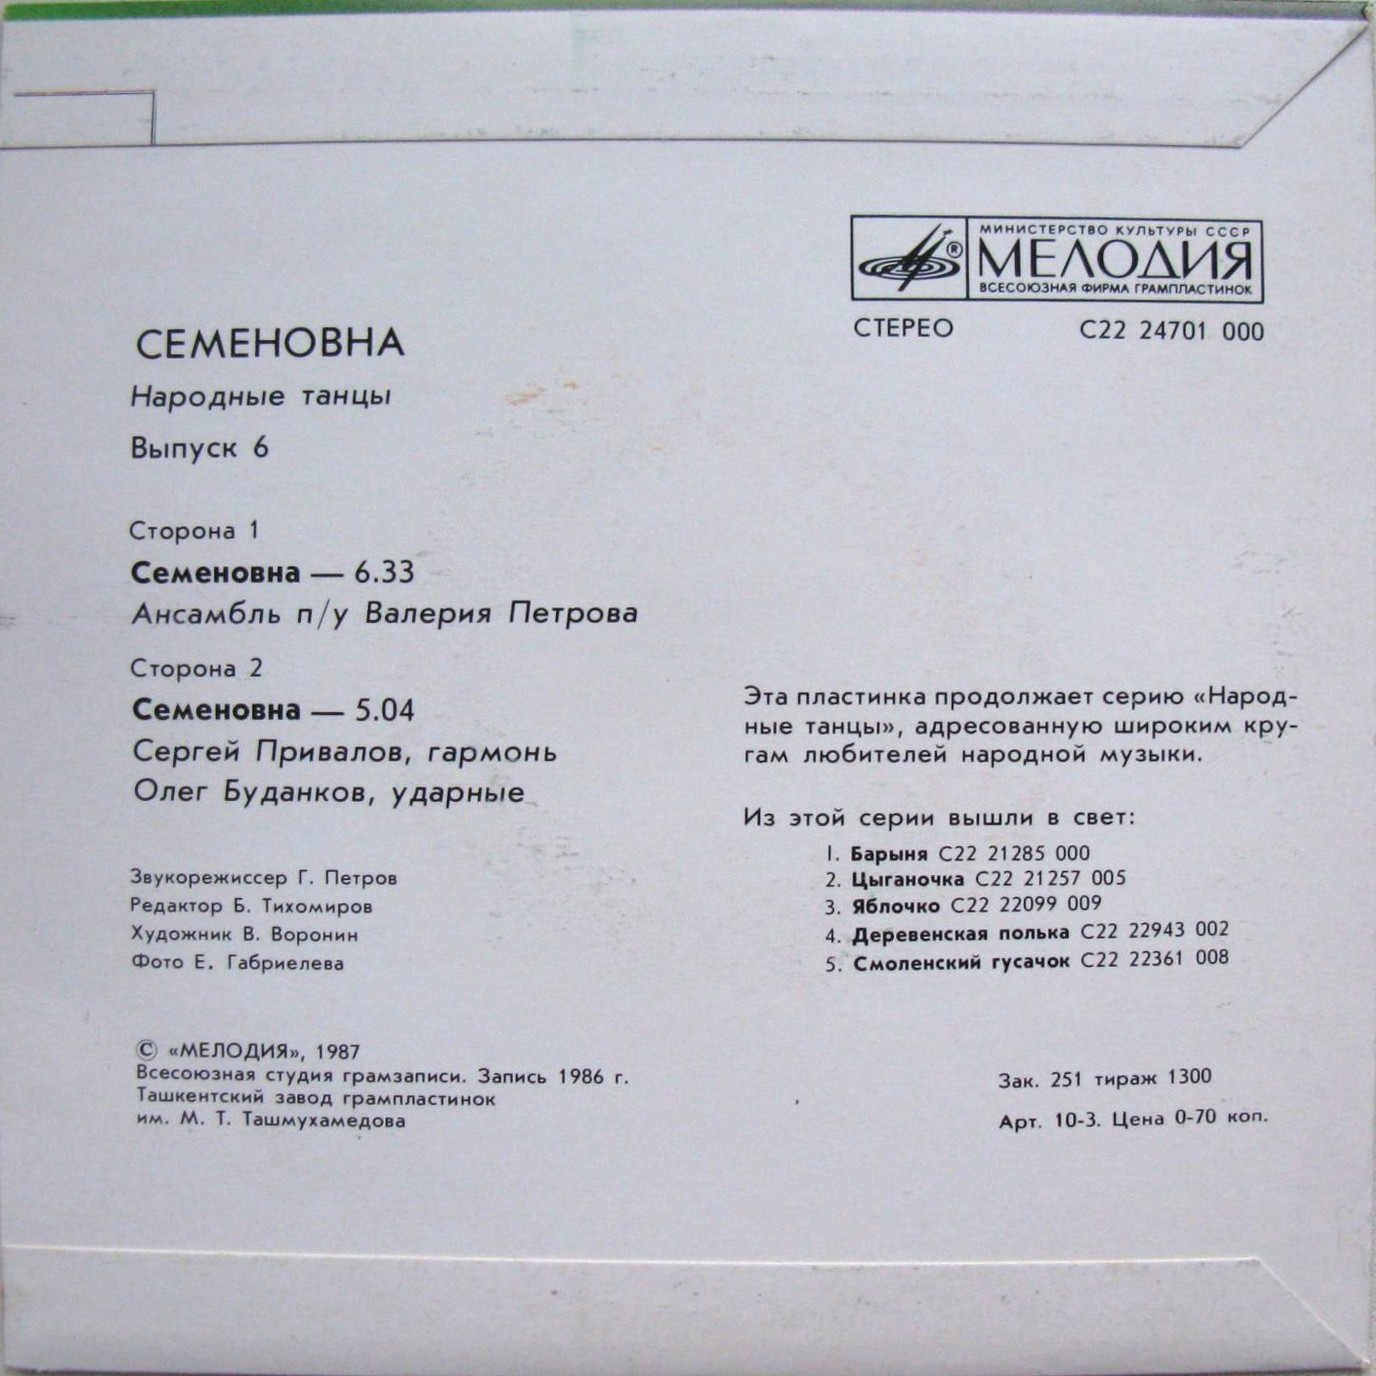 МИНИСТЕРСТВО КУЛЬТУРЫ СССР
МЕЛОДИЯ
ВСЕСОЮЗНАЯ ФИРМА ГРАМПЛАСТИНОК
СТЕРЕО С22 24701 000
СЕМЕНОВНА
Народные танцы
Выпуск 6
Сторона 1
Семеновна — 6.33
Ансамбль п/у Валерия Петрова
Сторона 2
Семеновна — 5.04
Сергей Привалов, гармонь
Олег Буданков, ударные
Звукорежиссер Г. Петров
Редактор Б. Тихомиров
Художник В. Воронин
Фото Е. Габриелева
Эта пластинка продолжает серию «Народ-
ные танцы», адресованную широким кру-
гам любителей народной музыки.
Из этой серии вышли в свет:
1. Барыня С22 21285 000
2. Цыганочка С22 21257 005
3. Яблочко С22 22099 009
4. Деревенская полька С22 22943 002
5. Смоленский гусачок С22 22361 008
© «МЕЛОДИЯ», 1987
Всесоюзная студия грамзаписи. Запись 1986 г.
Ташкентский завод грампластинок
им. М. Т. Ташмухамедова
Зак. 251 тираж 1300
Арт. 10-3. Цена 0-70 коп.